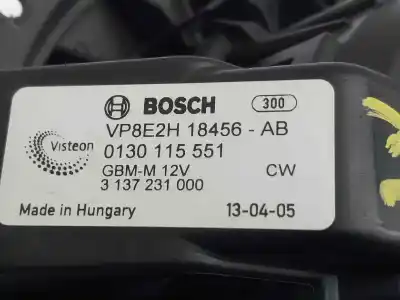 BOSCH 300
VP8E2H 18456 - AB
Visteon
0130 115 551
GBM-M 12V CW
3 137 231 000
Made in Hungary 13-04-05